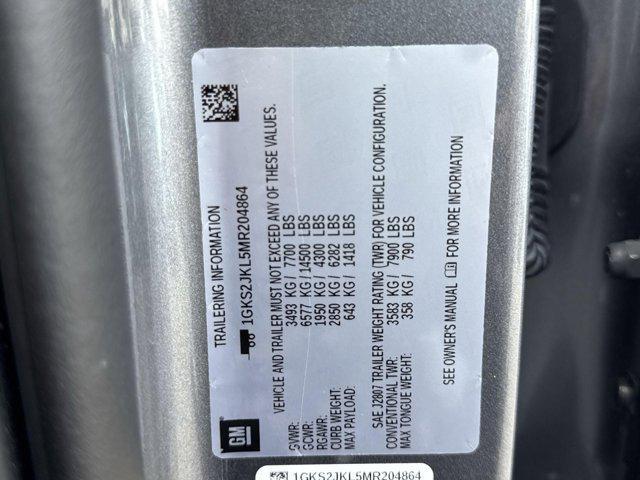 TRAILERING INFORMATION
1GKS2JKL5MR204864
VEHICLE AND TRAILER MUST NOT EXCEED ANY OF THESE VALUES.
GVWR: 3493 KG / 7700 LBS
GCWR: 6577 KG / 14500 LBS
RGAWR: 1950 KG / 4300 LBS
CURB WEIGHT: 2850 KG / 6282 LBS
MAX PAYLOAD: 643 KG / 1418 LBS
SAE J2807 TRAILER WEIGHT RATING (TWR) FOR VEHICLE CONFIGURATION.
CONVENTIONAL TWR: 3583 KG / 7900 LBS
MAX TONGUE WEIGHT: 358 KG / 790 LBS
SEE OWNER'S MANUAL FOR MORE INFORMATION
GM
1GKS2JKL5MR204864